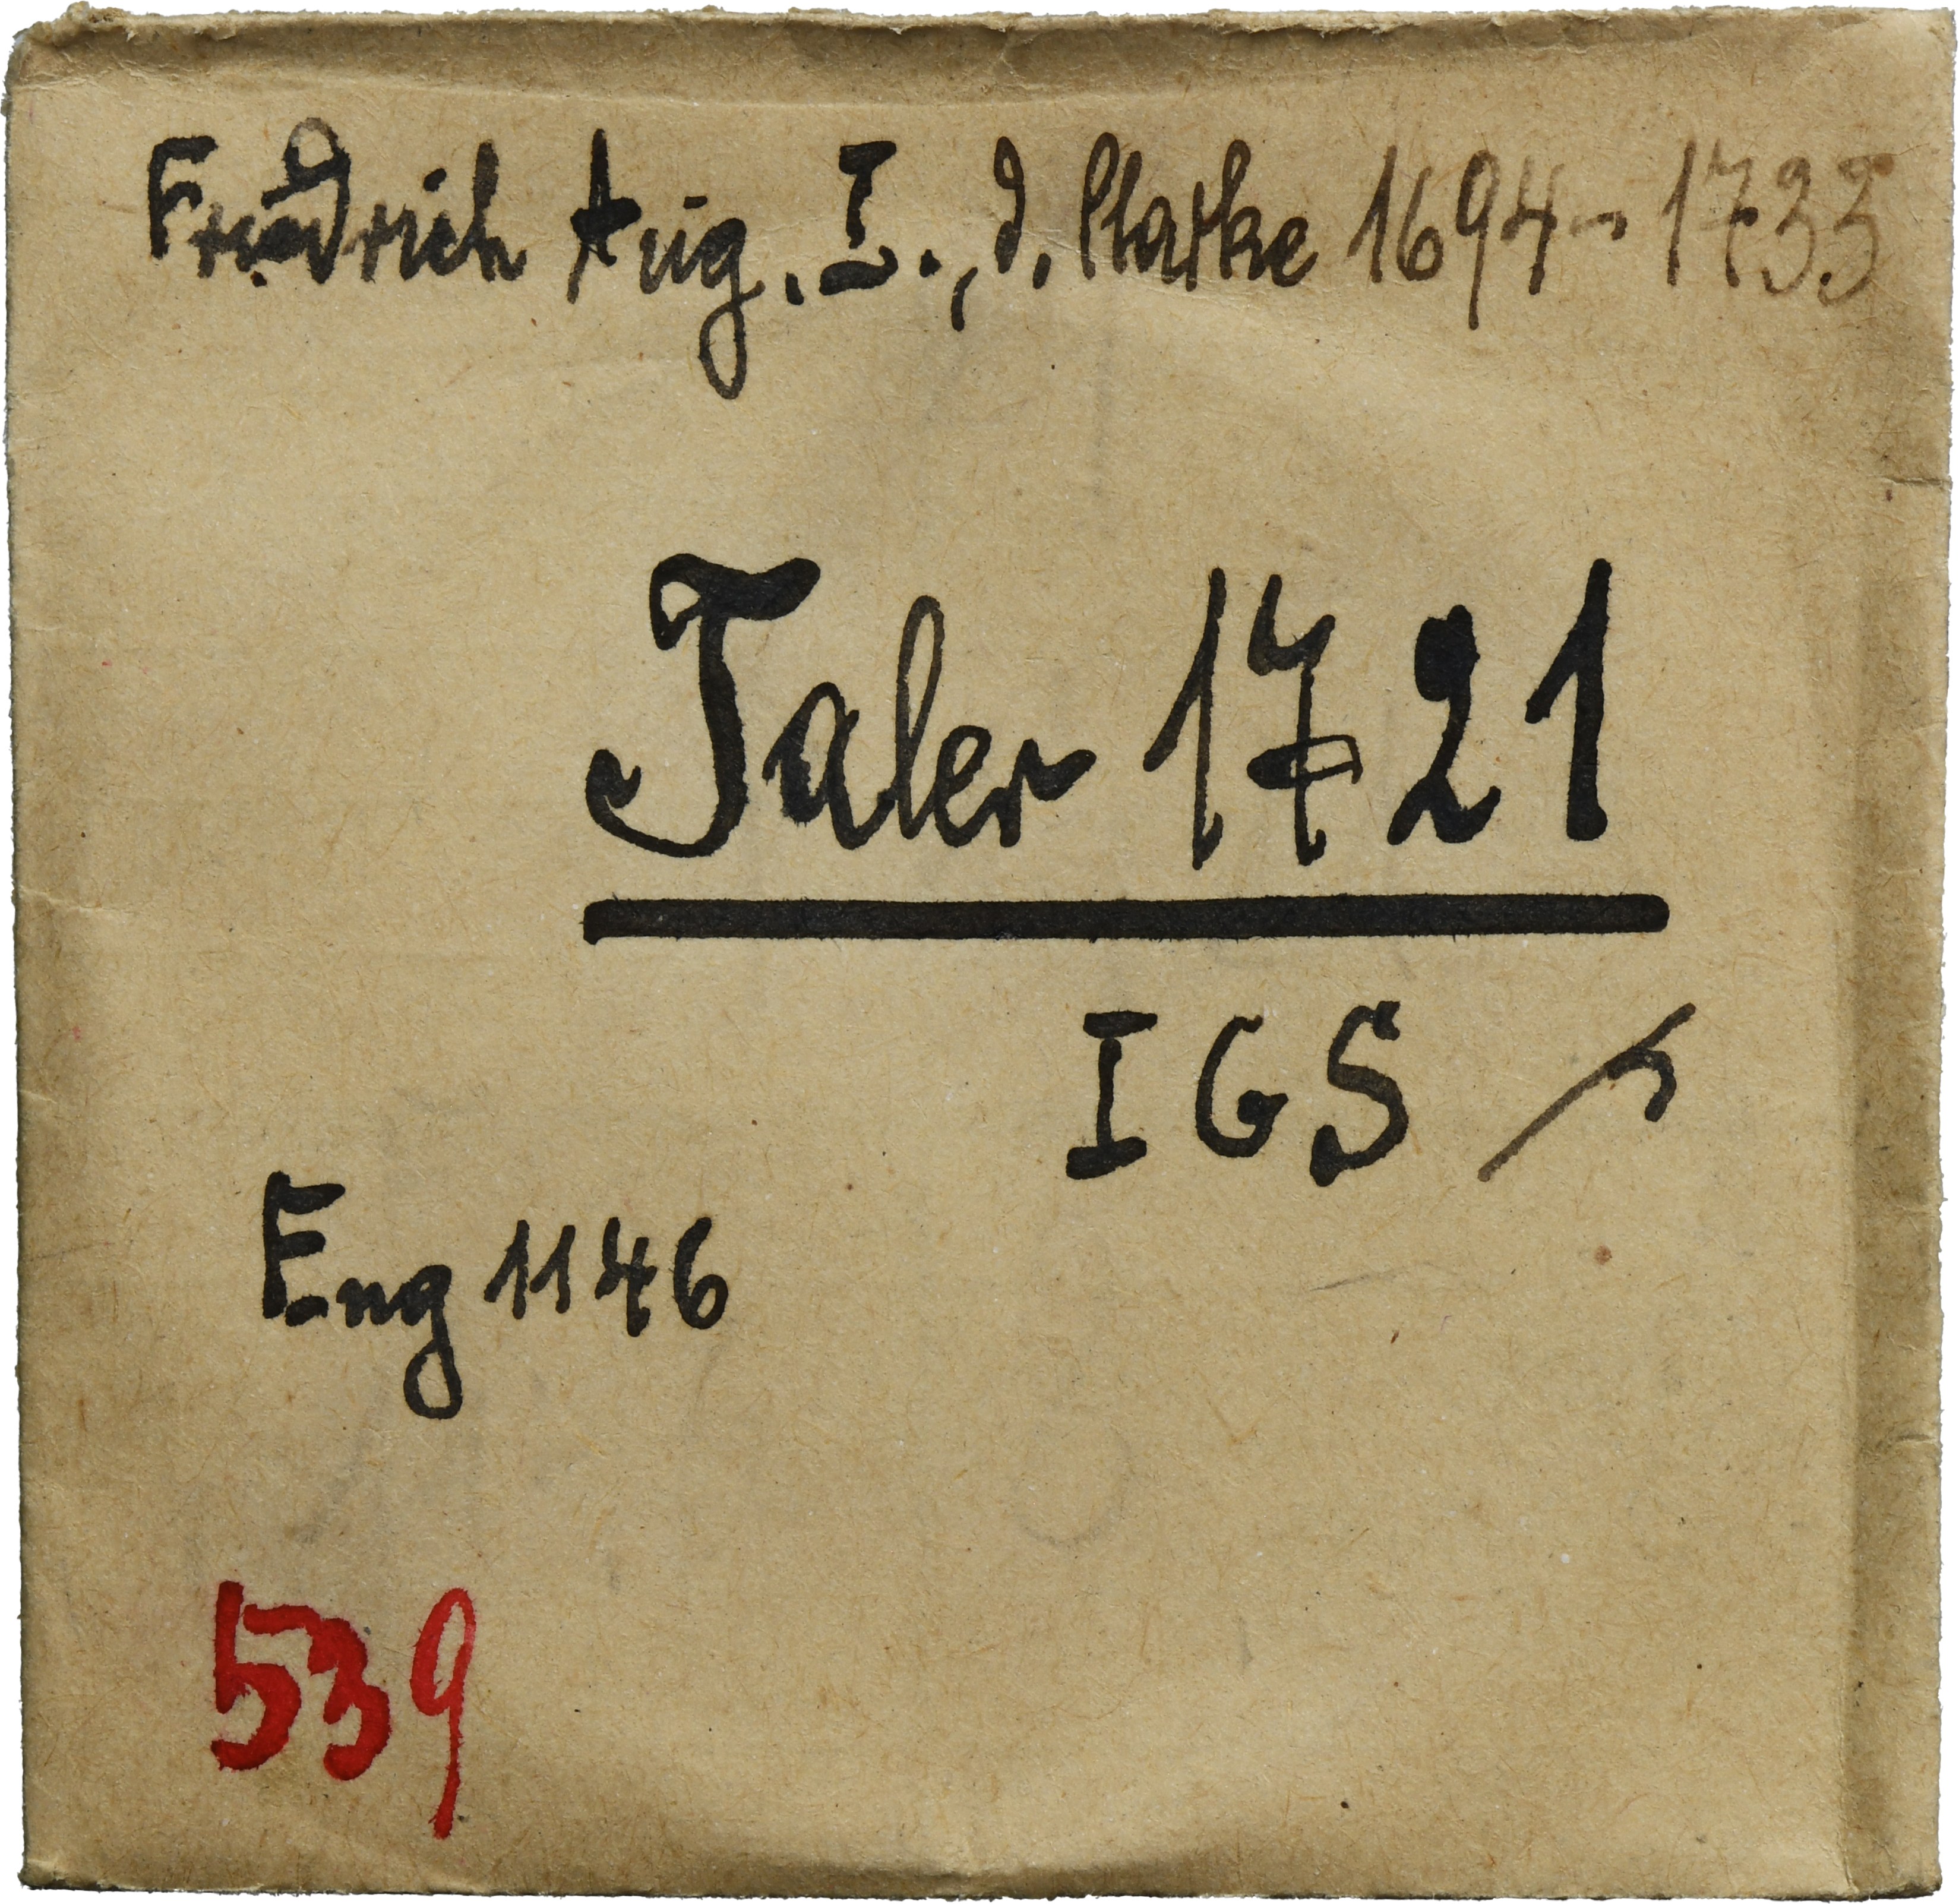 Friedrich Aug. I., d. Starke 1694-1733
Taler 1721
IGS
Eng 1146
539